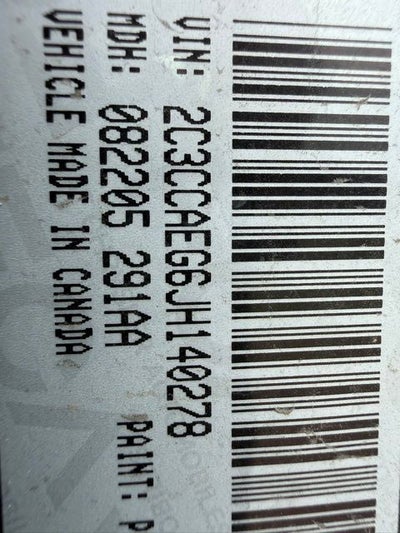 VIN: 2C3CCAEG6JH140278
MDH: 082205 291AA PAINT: P
VEHICLE MADE IN CANADA